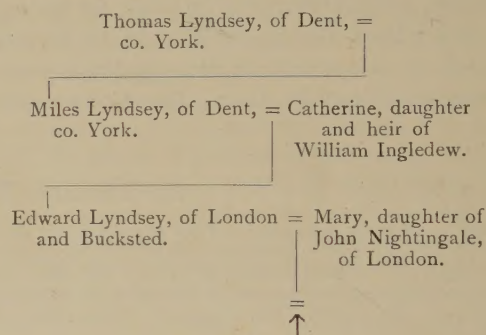 Thomas Lyndsey, of Dent, =
co. York.
Miles Lyndsey, of Dent, = Catherine, daughter
co. York. and heir of
William Ingledew.
Edward Lyndsey, of London = Mary, daughter of
and Bucksted. John Nightingale,
of London.
=
↑